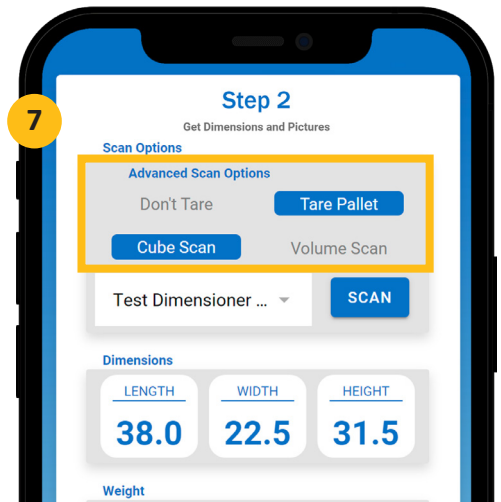 7
Step 2
Get Dimensions and Pictures
Scan Options
Advanced Scan Options
Don't Tare Tare Pallet
Cube Scan Volume Scan
Test Dimensioner ... SCAN
Dimensions
LENGTH WIDTH HEIGHT
38.0 22.5 31.5
Weight